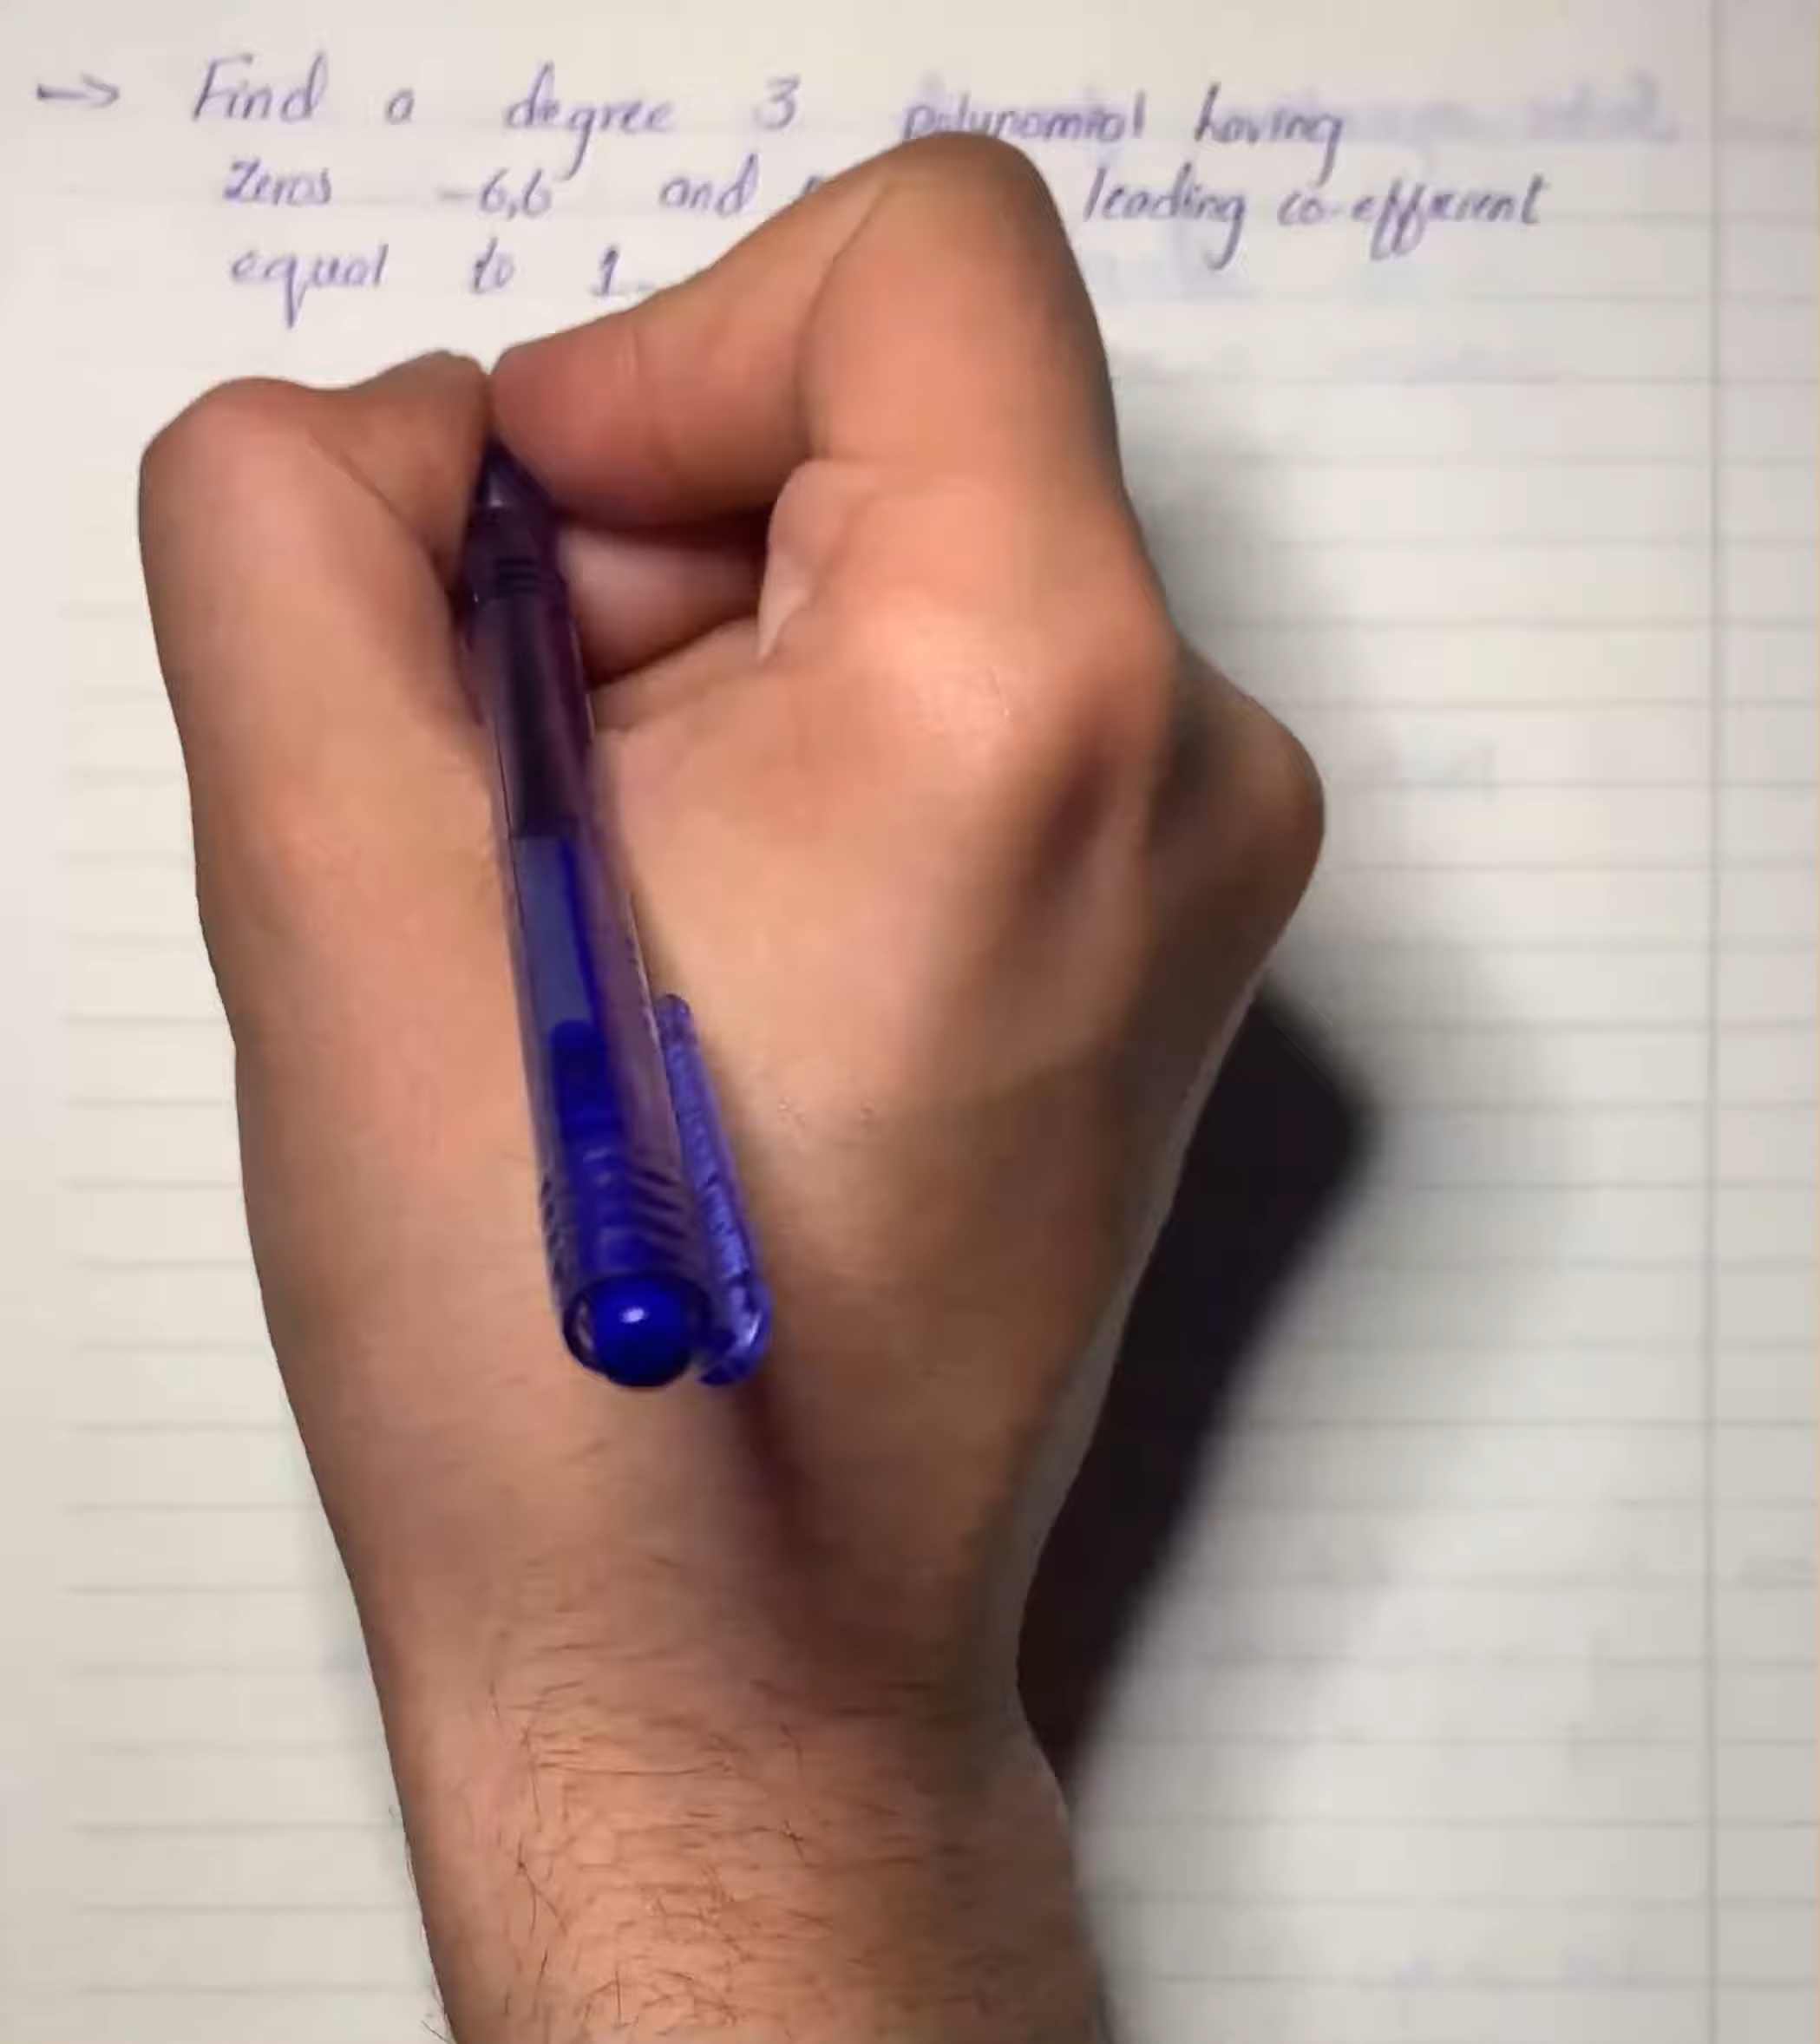 → Find a degree 3 polynomial having
zeros -6,6 and leading co-efficient
equal to 1.